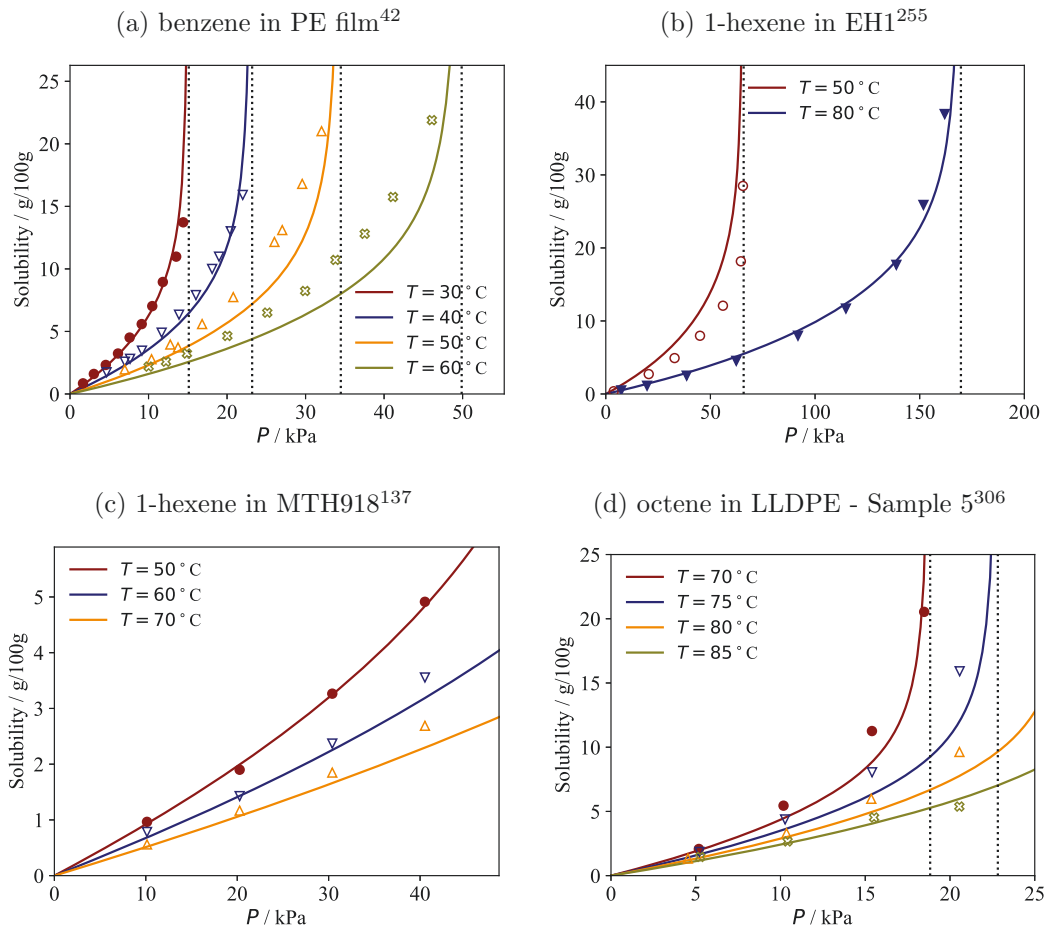 (a) benzene in PE film⁴²
Solubility / g/100g
25
20
15
10
5
0
T = 30 °C
T = 40 °C
T = 50 °C
T = 60 °C
0 10 20 30 40 50
P / kPa
(b) 1-hexene in EH1²⁵⁵
Solubility / g/100g
40
30
20
10
0
T = 50 °C
T = 80 °C
0 50 100 150 200
P / kPa
(c) 1-hexene in MTH918¹³⁷
Solubility / g/100g
5
4
3
2
1
0
T = 50 °C
T = 60 °C
T = 70 °C
0 10 20 30 40
P / kPa
(d) octene in LLDPE - Sample 5³⁰⁶
Solubility / g/100g
25
20
15
10
5
0
T = 70 °C
T = 75 °C
T = 80 °C
T = 85 °C
0 5 10 15 20 25
P / kPa